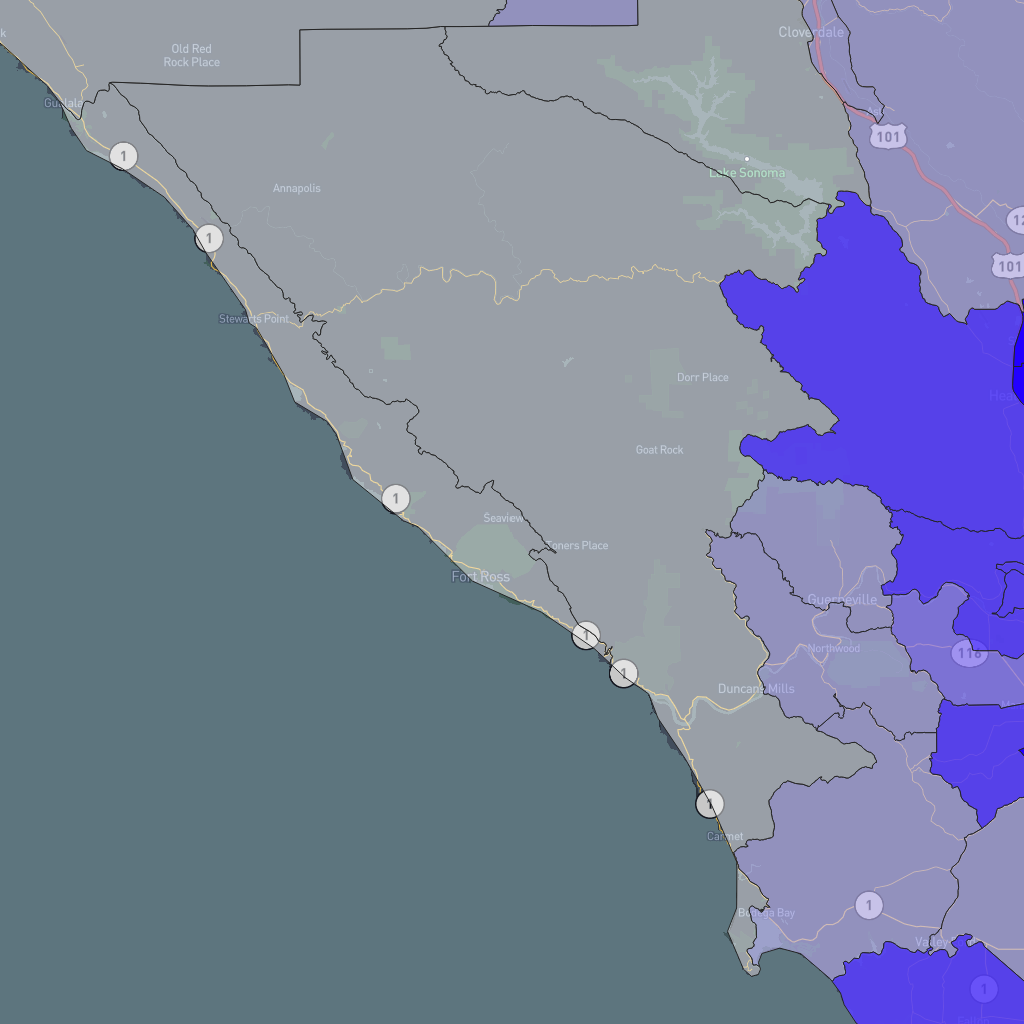 Cloverdale
Old Red
Rock Place
Gualala
101
1
Lake Sonoma
Annapolis
1
101
Stewarts Point
Dorr Place
Goat Rock
1
Seaview
Toners Place
Fort Ross
Guerneville
1
Northwood
116
1
Duncans Mills
1
Carmet
1
Bodega Bay
Valley
1